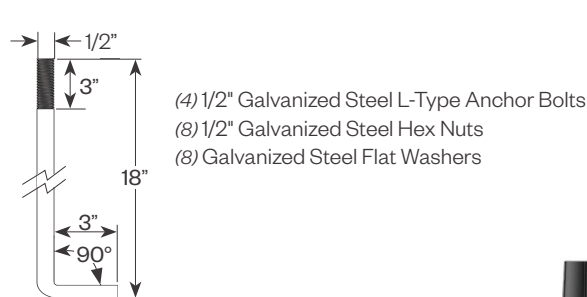 1/2”
3”
(4) 1/2" Galvanized Steel L-Type Anchor Bolts
(8) 1/2" Galvanized Steel Hex Nuts
(8) Galvanized Steel Flat Washers
18”
3”
90°